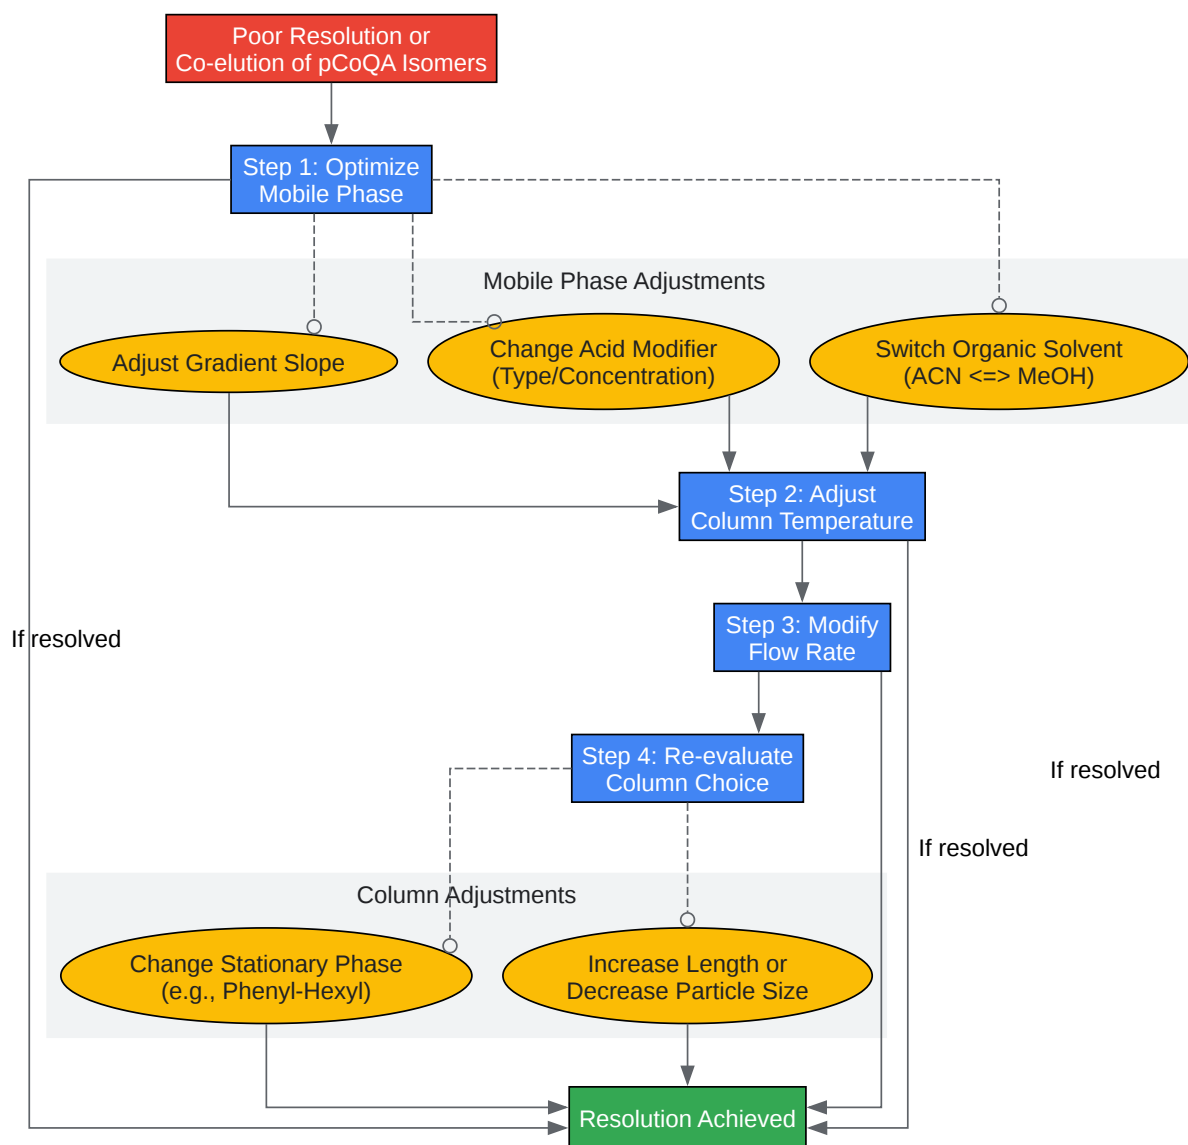 Poor Resolution or
Co-elution of pCoQA Isomers
Step 1: Optimize
Mobile Phase
Mobile Phase Adjustments
Adjust Gradient Slope
Change Acid Modifier
(Type/Concentration)
Switch Organic Solvent
(ACN <=> MeOH)
Step 2: Adjust
Column Temperature
Step 3: Modify
Flow Rate
If resolved
Step 4: Re-evaluate
Column Choice
If resolved
If resolved
Column Adjustments
Change Stationary Phase
(e.g., Phenyl-Hexyl)
Increase Length or
Decrease Particle Size
Resolution Achieved